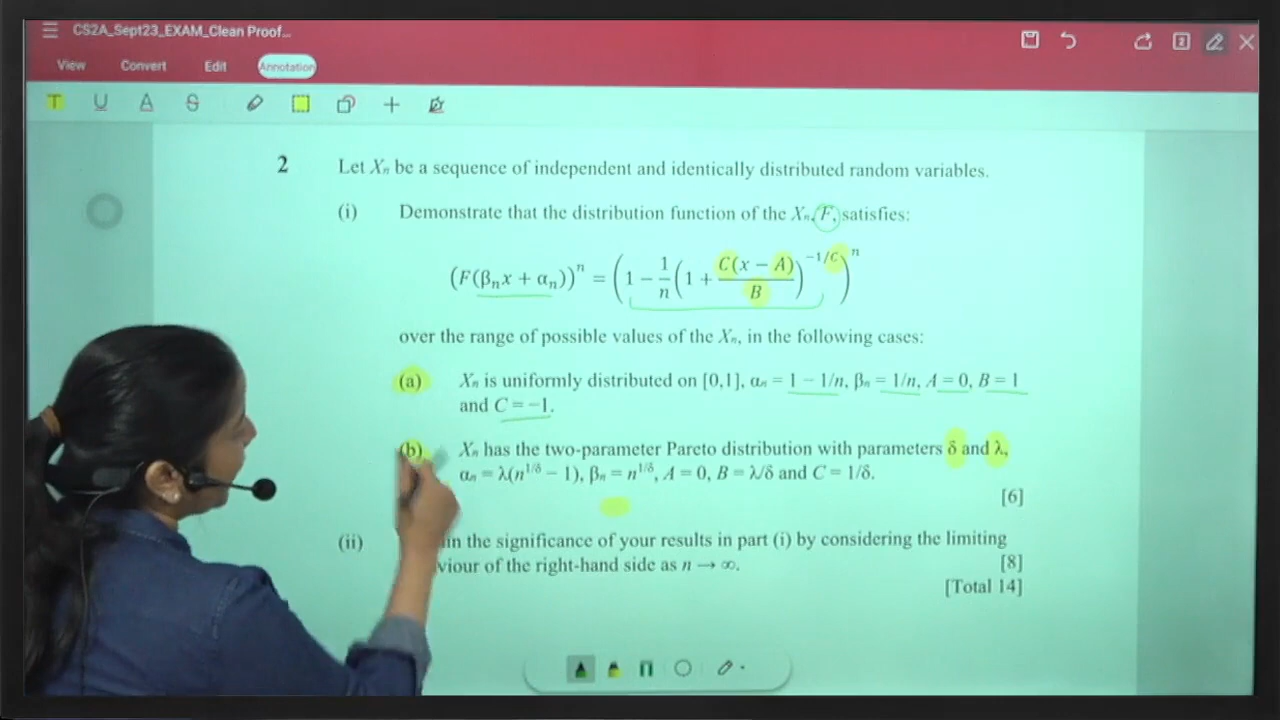 CS2A_Sept23_EXAM_Clean Proof...
View Convert Edit Annotation
T U A S
2 Let Xₙ be a sequence of independent and identically distributed random variables.
(i) Demonstrate that the distribution function of the Xₙ, F, satisfies:
(F(βₙx + αₙ))ⁿ = (1 − 1/n (1 + C(x − A)/B)^(−1/C))ⁿ
over the range of possible values of the Xₙ, in the following cases:
(a) Xₙ is uniformly distributed on [0,1], αₙ = 1 − 1/n, βₙ = 1/n, A = 0, B = 1
and C = −1.
(b) Xₙ has the two-parameter Pareto distribution with parameters δ and λ,
αₙ = λ(n^(1/δ) − 1), βₙ = n^(1/δ), A = 0, B = λ/δ and C = 1/δ.
[6]
(ii) in the significance of your results in part (i) by considering the limiting
viour of the right-hand side as n → ∞. [8]
[Total 14]